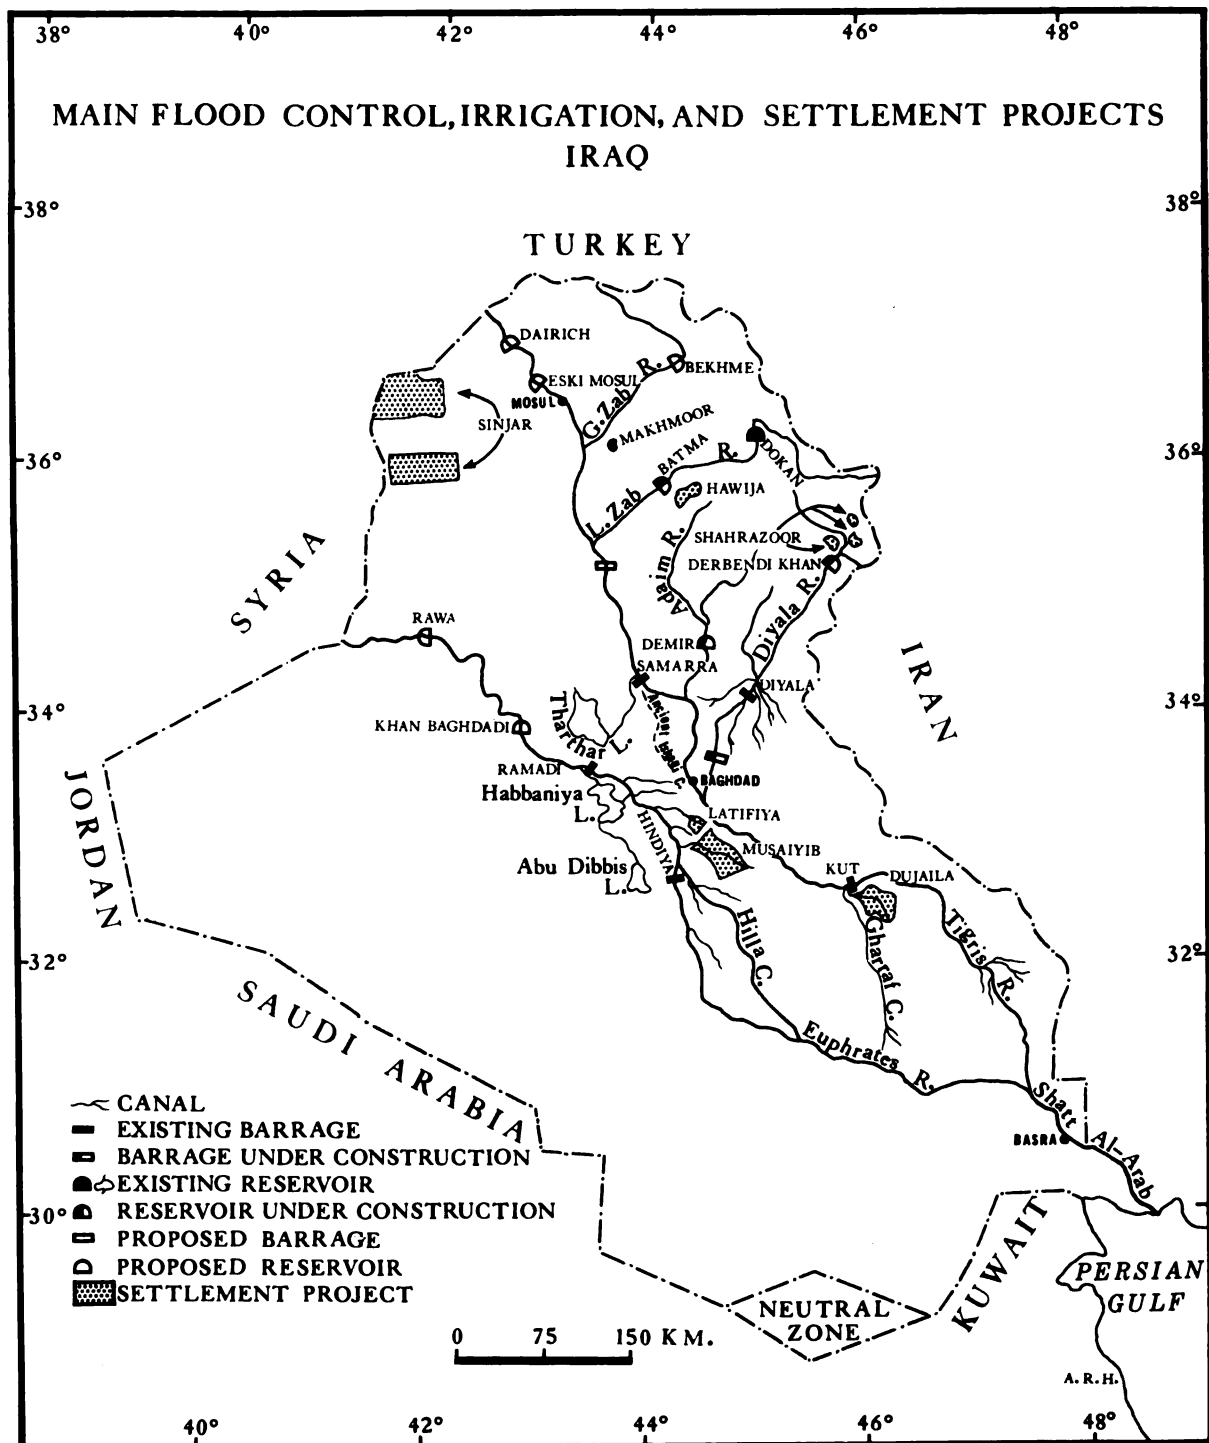 38° 40° 42° 44° 46° 48°
MAIN FLOOD CONTROL, IRRIGATION, AND SETTLEMENT PROJECTS
IRAQ
38° 38°
TURKEY
DAIRICH
ESKI MOSUL
MOSUL
G. Zab R.
BEKHME
SINJAR
MAKHMOOR
36° 36°
BATMA
L. Zab R.
DOKAN
HAWIJA
SHAHRAZOOR
DERBENDI KHAN
Adaim R.
Diyala R.
SYRIA
IRAN
RAWA
DEMIR
SAMARRA
DIYALA
34° 34°
KHAN BAGHDADI
Tharthar L.
Ancient Ishaqi C.
RAMADI
BAGHDAD
Habbaniya
L.
LATIFIYA
HINDIYA
MUSAIYIB
JORDAN
Abu Dibbis
L.
KUT
DUJAILA
Hilla C.
Gharraf C.
Tigris R.
32° 32°
SAUDI ARABIA
Euphrates R.
Shatt Al-Arab
BASRA
CANAL
EXISTING BARRAGE
BARRAGE UNDER CONSTRUCTION
EXISTING RESERVOIR
RESERVOIR UNDER CONSTRUCTION
30°
PROPOSED BARRAGE
PROPOSED RESERVOIR
SETTLEMENT PROJECT
KUWAIT
PERSIAN
GULF
NEUTRAL
ZONE
0 75 150 KM.
A.R.H.
40° 42° 44° 46° 48°